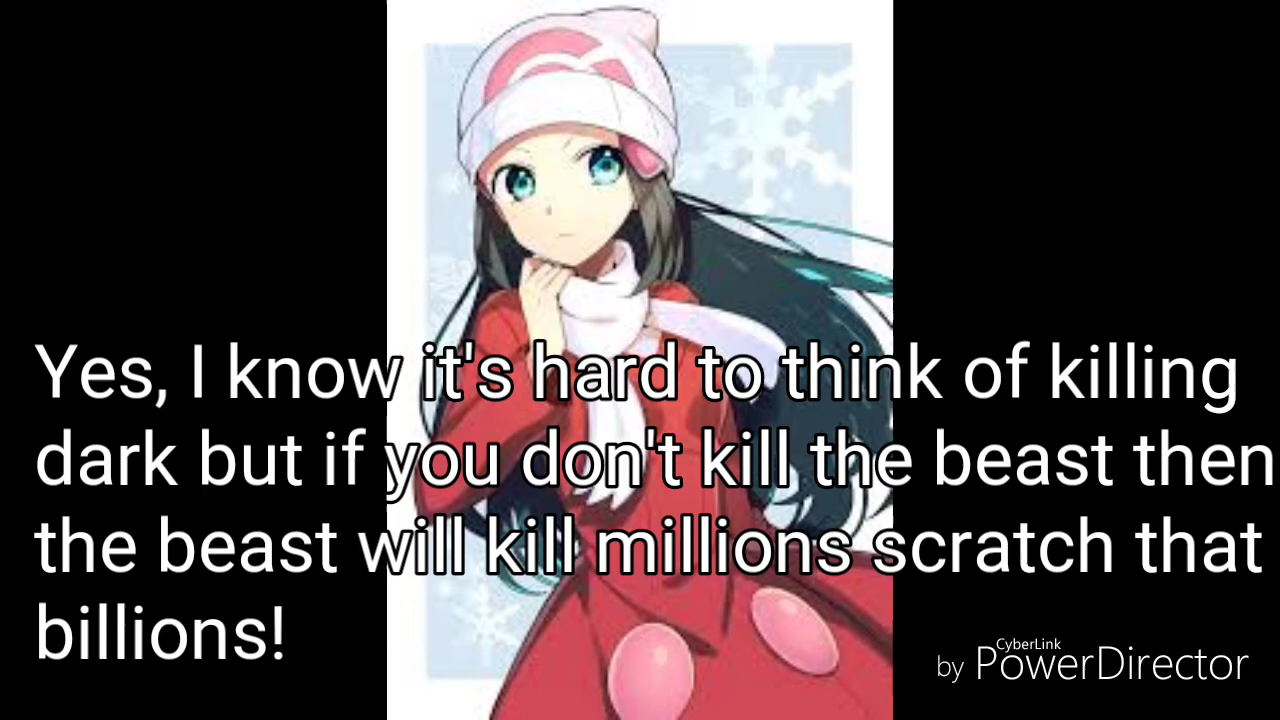 Yes, I know it's hard to think of killing
dark but if you don't kill the beast then
the beast will kill millions scratch that
billions!
CyberLink
by PowerDirector